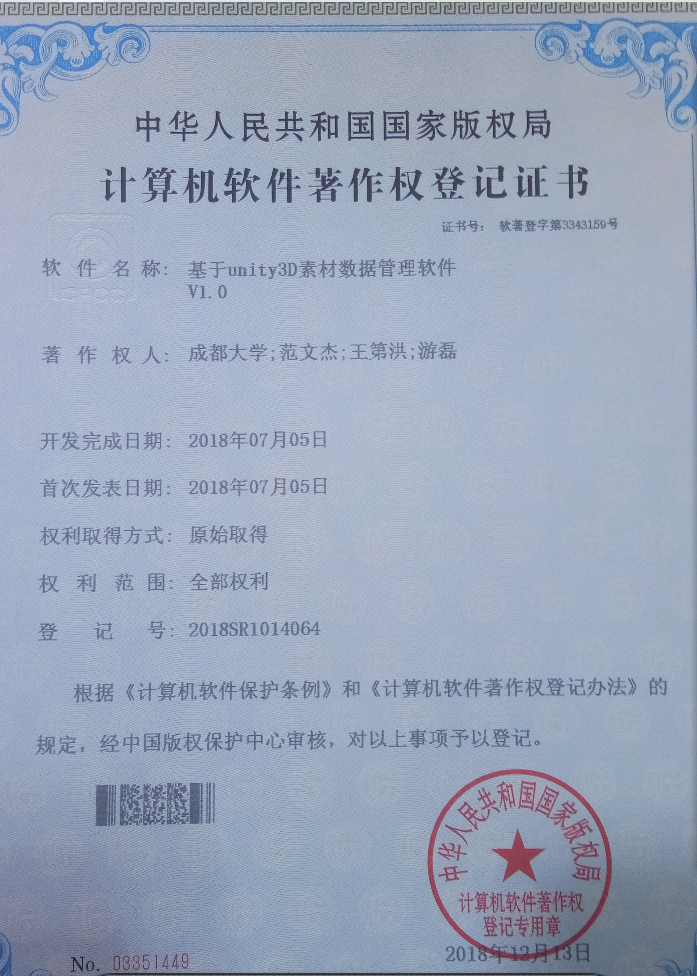 中华人民共和国国家版权局
计算机软件著作权登记证书
证书号： 软著登字第3343159号
软件名称： 基于unity3D素材数据管理软件
V1.0
著作权人： 成都大学;范文杰;王第洪;游磊
开发完成日期： 2018年07月05日
首次发表日期： 2018年07月05日
权利取得方式： 原始取得
权利范围： 全部权利
登记号： 2018SR1014064
根据《计算机软件保护条例》和《计算机软件著作权登记办法》的
规定，经中国版权保护中心审核，对以上事项予以登记。
中华人民共和国国家版权局
计算机软件著作权
登记专用章
No. 03351449
2018年12月13日